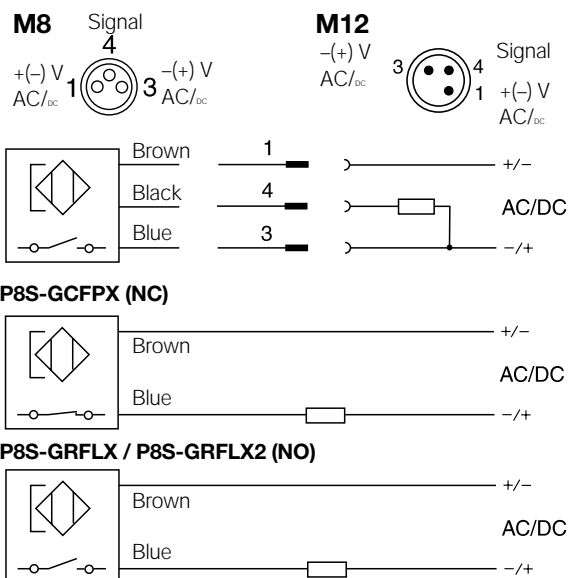 M8
Signal
4
+(–) V
AC/DC
1
3
–(+) V
AC/DC
M12
–(+) V
AC/DC
3
4
1
Signal
+(–) V
AC/DC
Brown
1
+/–
Black
4
AC/DC
Blue
3
–/+
P8S-GCFPX (NC)
+/–
Brown
AC/DC
Blue
–/+
P8S-GRFLX / P8S-GRFLX2 (NO)
+/–
Brown
AC/DC
Blue
–/+